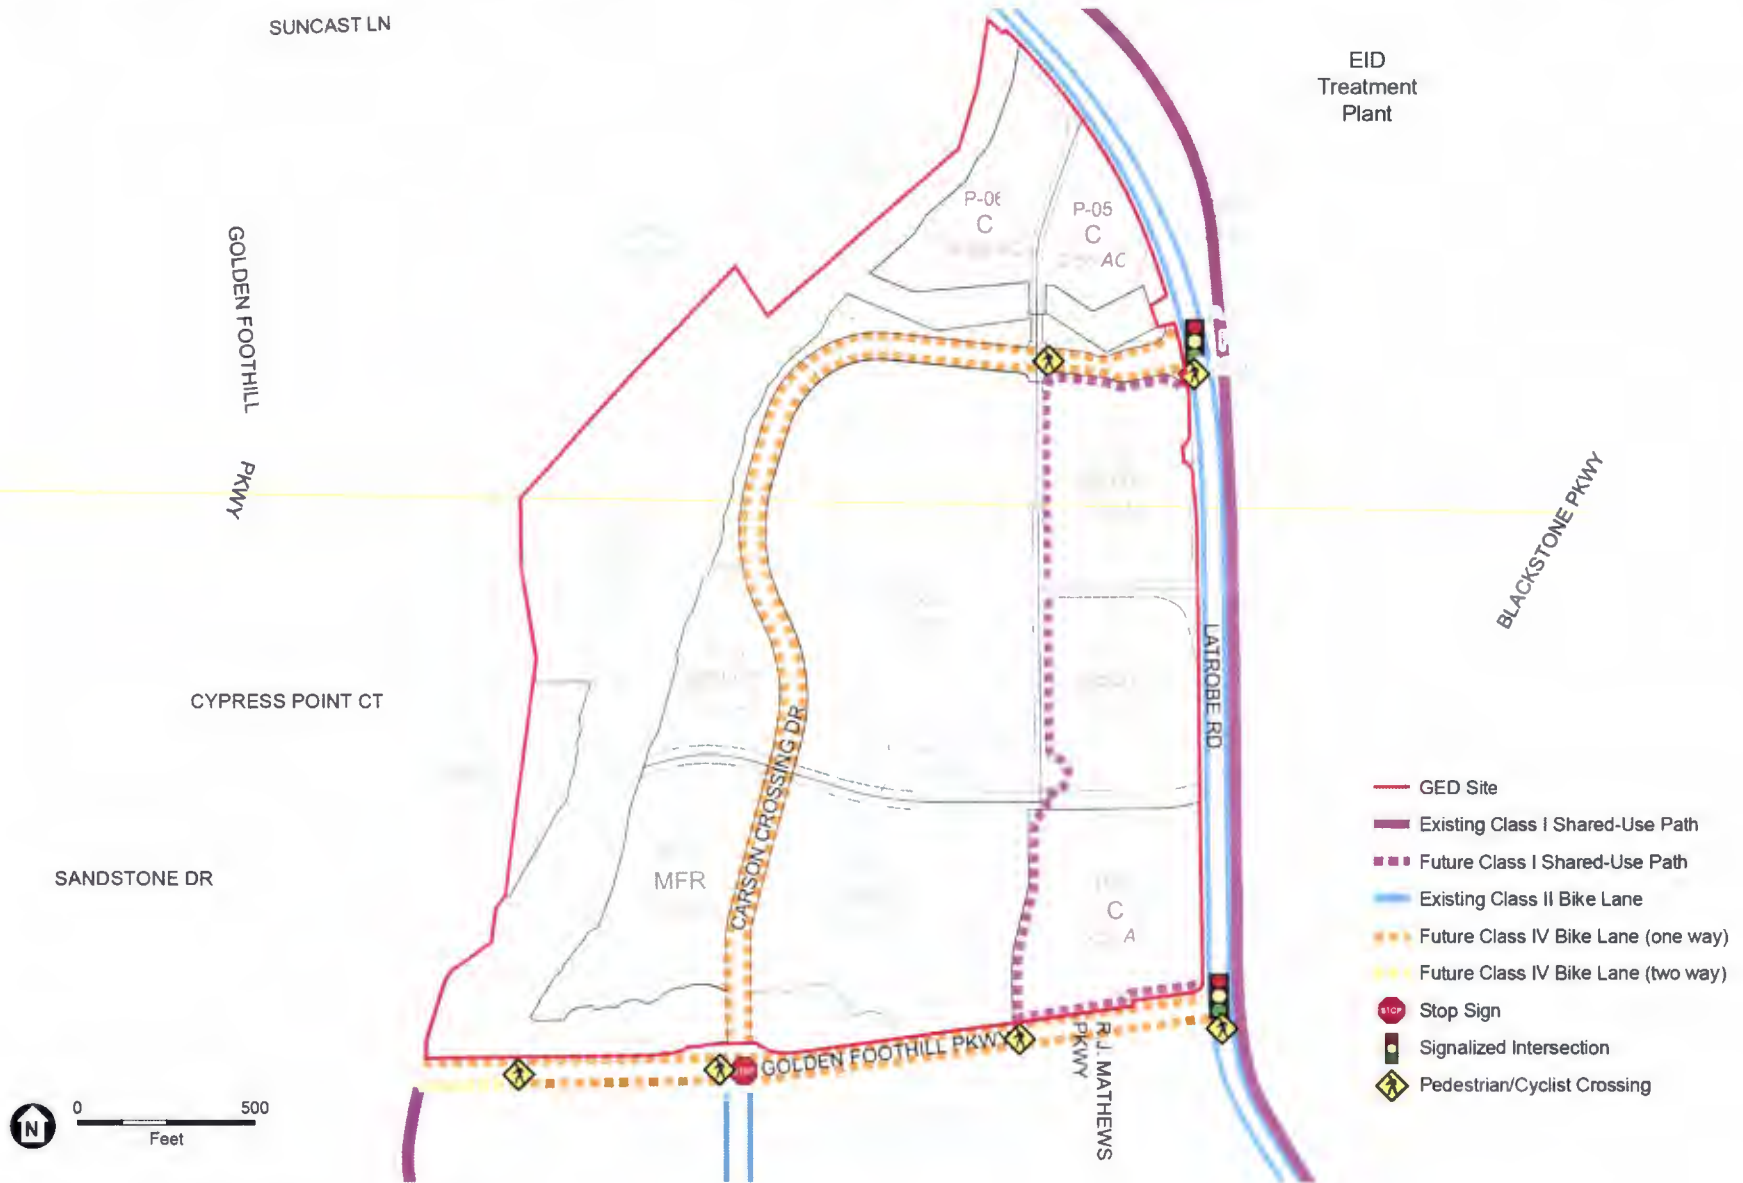 SUNCAST LN
EID
Treatment
Plant
P-06
C
P-05
C
AC
GOLDEN FOOTHILL
PKWY
BLACKSTONE PKWY
LATROBE RD
CYPRESS POINT CT
CARSON CROSSING DR
SANDSTONE DR
MFR
C
A
GOLDEN FOOTHILL PKWY
R.J. MATHEWS
PKWY
STOP
GED Site
Existing Class I Shared-Use Path
Future Class I Shared-Use Path
Existing Class II Bike Lane
Future Class IV Bike Lane (one way)
Future Class IV Bike Lane (two way)
STOP
Stop Sign
Signalized Intersection
Pedestrian/Cyclist Crossing
N
0 500
Feet